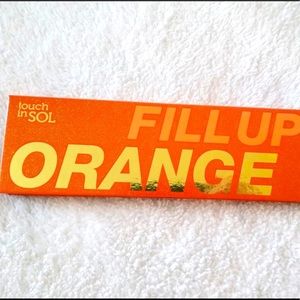 touch
in SOL
FILL UP
ORANGE